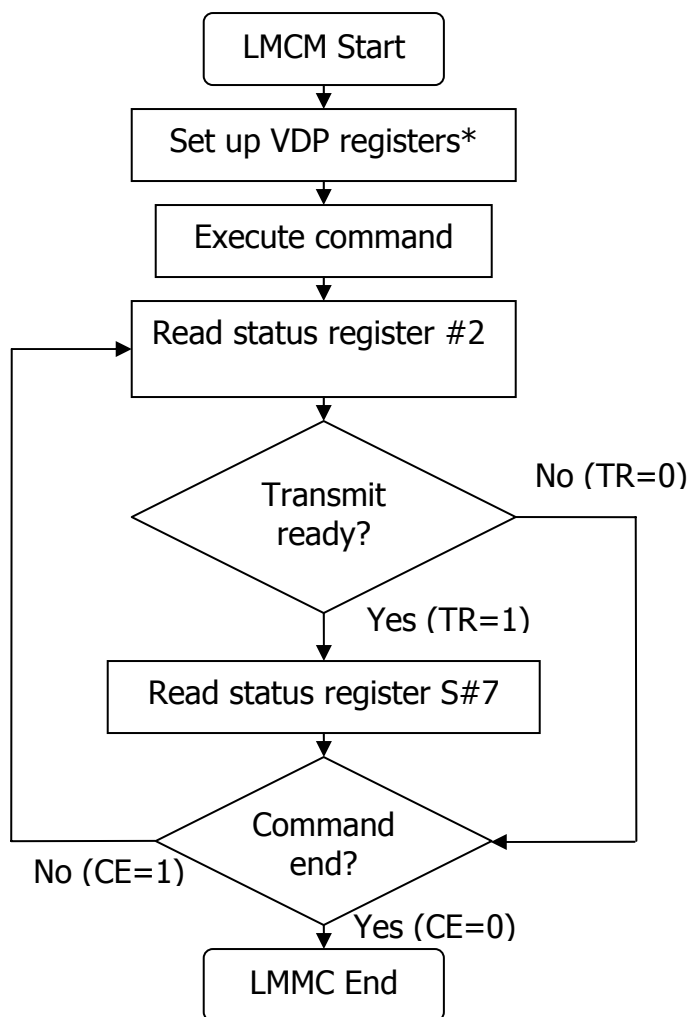 LMCM Start
Set up VDP registers*
Execute command
Read status register #2
Transmit
ready?
No (TR=0)
Yes (TR=1)
Read status register S#7
Command
end?
No (CE=1)
Yes (CE=0)
LMMC End